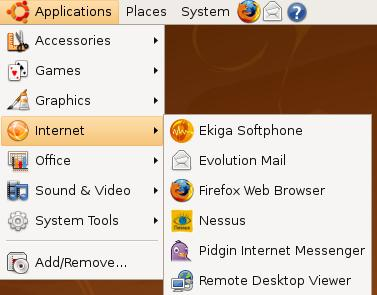 Applications Places System
Accessories
Games
Graphics
Internet
Office
Sound & Video
System Tools
Add/Remove...
Ekiga Softphone
Evolution Mail
Firefox Web Browser
Nessus
Pidgin Internet Messenger
Remote Desktop Viewer